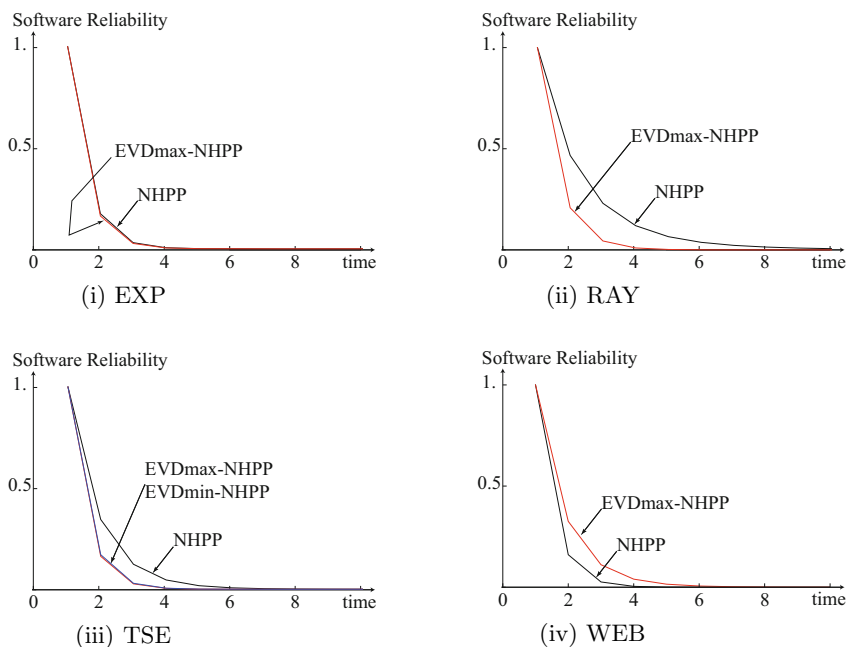 Software Reliability
1.
0.5
EVDmax-NHPP
NHPP
0 2 4 6 8 time
(i) EXP
Software Reliability
1.
0.5
EVDmax-NHPP
NHPP
0 2 4 6 8 time
(ii) RAY
Software Reliability
1.
0.5
EVDmax-NHPP
EVDmin-NHPP
NHPP
0 2 4 6 8 time
(iii) TSE
Software Reliability
1.
0.5
EVDmax-NHPP
NHPP
0 2 4 6 8 time
(iv) WEB